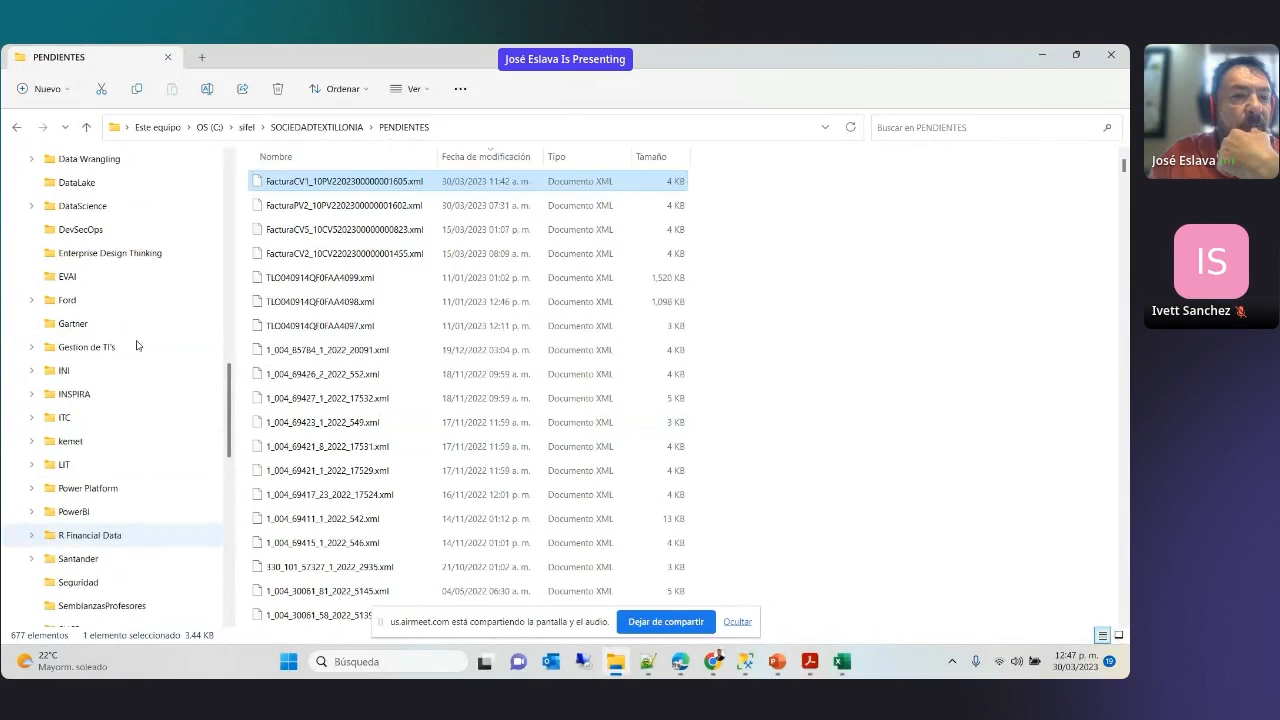 PENDIENTES
José Eslava Is Presenting
Nuevo
Ordenar
Ver
Este equipo
OS (C:)
sifel
SOCIEDADTEXTILLONIA
PENDIENTES
Buscar en PENDIENTES
Data Wrangling
DataLake
DataScience
DevSecOps
Enterprise Design Thinking
EVAI
Ford
Gartner
Gestion de TI's
INI
INSPIRA
ITC
kemet
LIT
Power Platform
PowerBI
R Financial Data
Santander
Seguridad
SemblanzasProfesores
Nombre Fecha de modificación Tipo Tamaño
FacturaCV1_10PV2202300000001605.xml 30/03/2023 11:42 a. m. Documento XML 4 KB
FacturaPV2_10PV2202300000001602.xml 30/03/2023 07:31 a. m. Documento XML 4 KB
FacturaCV5_10CV5202300000000823.xml 15/03/2023 01:07 p. m. Documento XML 4 KB
FacturaCV2_10CV2202300000001455.xml 15/03/2023 08:09 a. m. Documento XML 4 KB
TLO040914QF0FAA4099.xml 11/01/2023 01:02 p. m. Documento XML 1,520 KB
TLO040914QF0FAA4098.xml 11/01/2023 12:46 p. m. Documento XML 1,098 KB
TLO040914QF0FAA4097.xml 11/01/2023 12:11 p. m. Documento XML 3 KB
1_004_85784_1_2022_20091.xml 19/12/2022 03:04 p. m. Documento XML 4 KB
1_004_69426_2_2022_552.xml 18/11/2022 09:59 a. m. Documento XML 4 KB
1_004_69427_1_2022_17532.xml 18/11/2022 09:59 a. m. Documento XML 5 KB
1_004_69423_1_2022_549.xml 17/11/2022 11:59 a. m. Documento XML 3 KB
1_004_69421_8_2022_17531.xml 17/11/2022 11:59 a. m. Documento XML 4 KB
1_004_69421_1_2022_17529.xml 17/11/2022 11:59 a. m. Documento XML 4 KB
1_004_69417_23_2022_17524.xml 16/11/2022 12:01 p. m. Documento XML 4 KB
1_004_69411_1_2022_542.xml 14/11/2022 01:12 p. m. Documento XML 13 KB
1_004_69415_1_2022_546.xml 14/11/2022 01:01 p. m. Documento XML 4 KB
330_101_57327_1_2022_2935.xml 21/10/2022 01:02 a. m. Documento XML 3 KB
1_004_30061_81_2022_5145.xml 04/05/2022 06:30 a. m. Documento XML 5 KB
1_004_30061_58_2022_5139
us.airmeet.com está compartiendo la pantalla y el audio. Dejar de compartir Ocultar
677 elementos 1 elemento seleccionado 3.44 KB
22°C
Mayorm. soleado
Búsqueda
12:47 p. m.
30/03/2023
19
José Eslava
IS
Ivett Sanchez